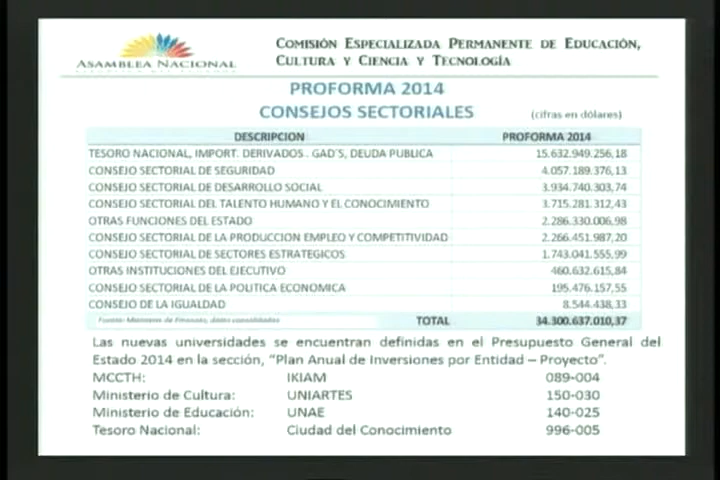 COMISIÓN ESPECIALIZADA PERMANENTE DE EDUCACIÓN,
CULTURA Y CIENCIA Y TECNOLOGÍA
ASAMBLEA NACIONAL
PROFORMA 2014
CONSEJOS SECTORIALES
(cifras en dólares)
DESCRIPCION PROFORMA 2014
TESORO NACIONAL, IMPORT. DERIVADOS . GAD´S, DEUDA PUBLICA 15.632.949.256,18
CONSEJO SECTORIAL DE SEGURIDAD 4.057.189.376,13
CONSEJO SECTORIAL DE DESARROLLO SOCIAL 3.934.740.303,74
CONSEJO SECTORIAL DEL TALENTO HUMANO Y EL CONOCIMIENTO 3.715.281.312,43
OTRAS FUNCIONES DEL ESTADO 2.286.330.006,98
CONSEJO SECTORIAL DE LA PRODUCCION EMPLEO Y COMPETITIVIDAD 2.266.451.987,20
CONSEJO SECTORIAL DE SECTORES ESTRATEGICOS 1.743.041.555,99
OTRAS INSTITUCIONES DEL EJECUTIVO 460.632.615,84
CONSEJO SECTORIAL DE LA POLITICA ECONOMICA 195.476.157,55
CONSEJO DE LA IGUALDAD 8.544.438,33
Fuente: Ministerio de Finanzas, datos consolidados TOTAL 34.300.637.010,37
Las nuevas universidades se encuentran definidas en el Presupuesto General del
Estado 2014 en la sección, “Plan Anual de Inversiones por Entidad – Proyecto”.
MCCTH: IKIAM 089-004
Ministerio de Cultura: UNIARTES 150-030
Ministerio de Educación: UNAE 140-025
Tesoro Nacional: Ciudad del Conocimiento 996-005